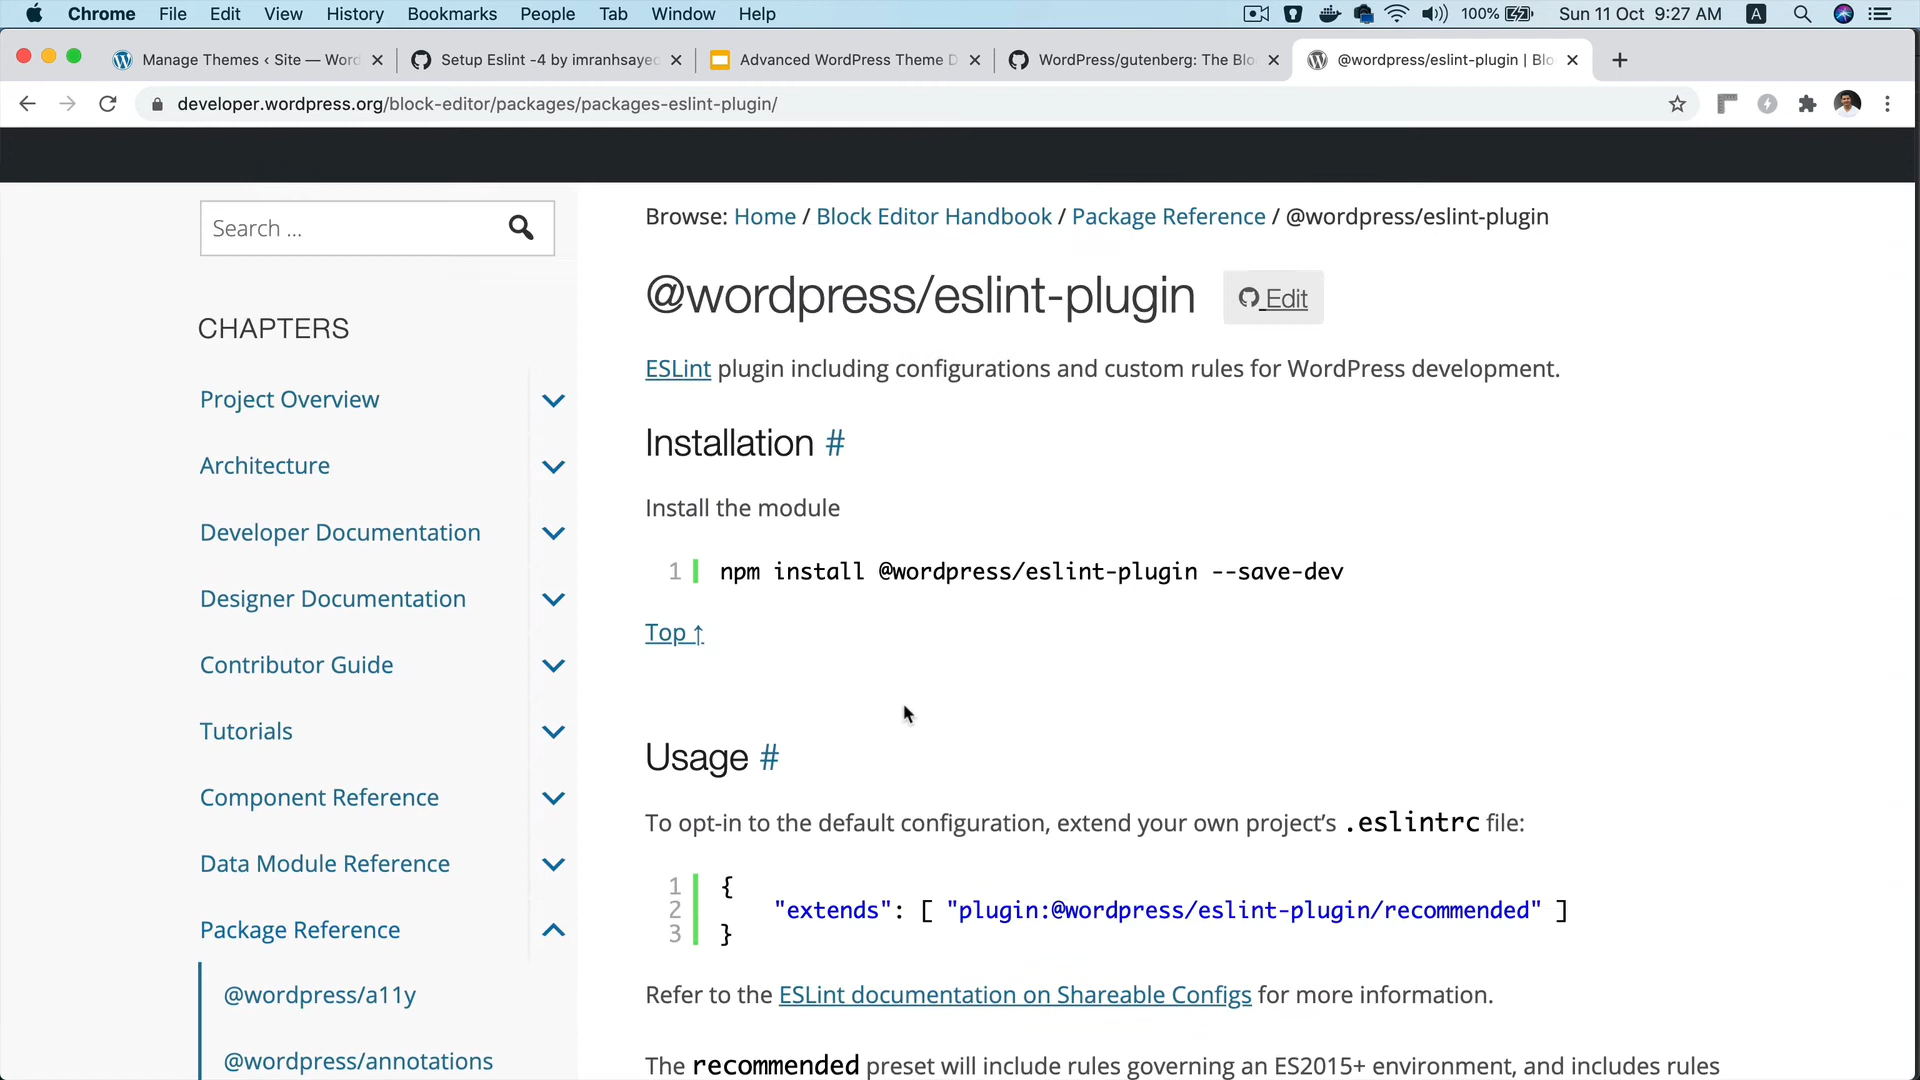 Chrome File Edit View History Bookmarks People Tab Window Help 100% Sun 11 Oct 9:27 AM A
Manage Themes ‹ Site — Word Setup Eslint -4 by imranhsayed Advanced WordPress Theme D WordPress/gutenberg: The Blo @wordpress/eslint-plugin | Blo
developer.wordpress.org/block-editor/packages/packages-eslint-plugin/
Search ...
CHAPTERS
Project Overview
Architecture
Developer Documentation
Designer Documentation
Contributor Guide
Tutorials
Component Reference
Data Module Reference
Package Reference
@wordpress/a11y
@wordpress/annotations
Browse: Home / Block Editor Handbook / Package Reference / @wordpress/eslint-plugin
@wordpress/eslint-plugin Edit
ESLint plugin including configurations and custom rules for WordPress development.
Installation #
Install the module
1 npm install @wordpress/eslint-plugin --save-dev
Top ↑
Usage #
To opt-in to the default configuration, extend your own project’s .eslintrc file:
1 {
2 "extends": [ "plugin:@wordpress/eslint-plugin/recommended" ]
3 }
Refer to the ESLint documentation on Shareable Configs for more information.
The recommended preset will include rules governing an ES2015+ environment, and includes rules